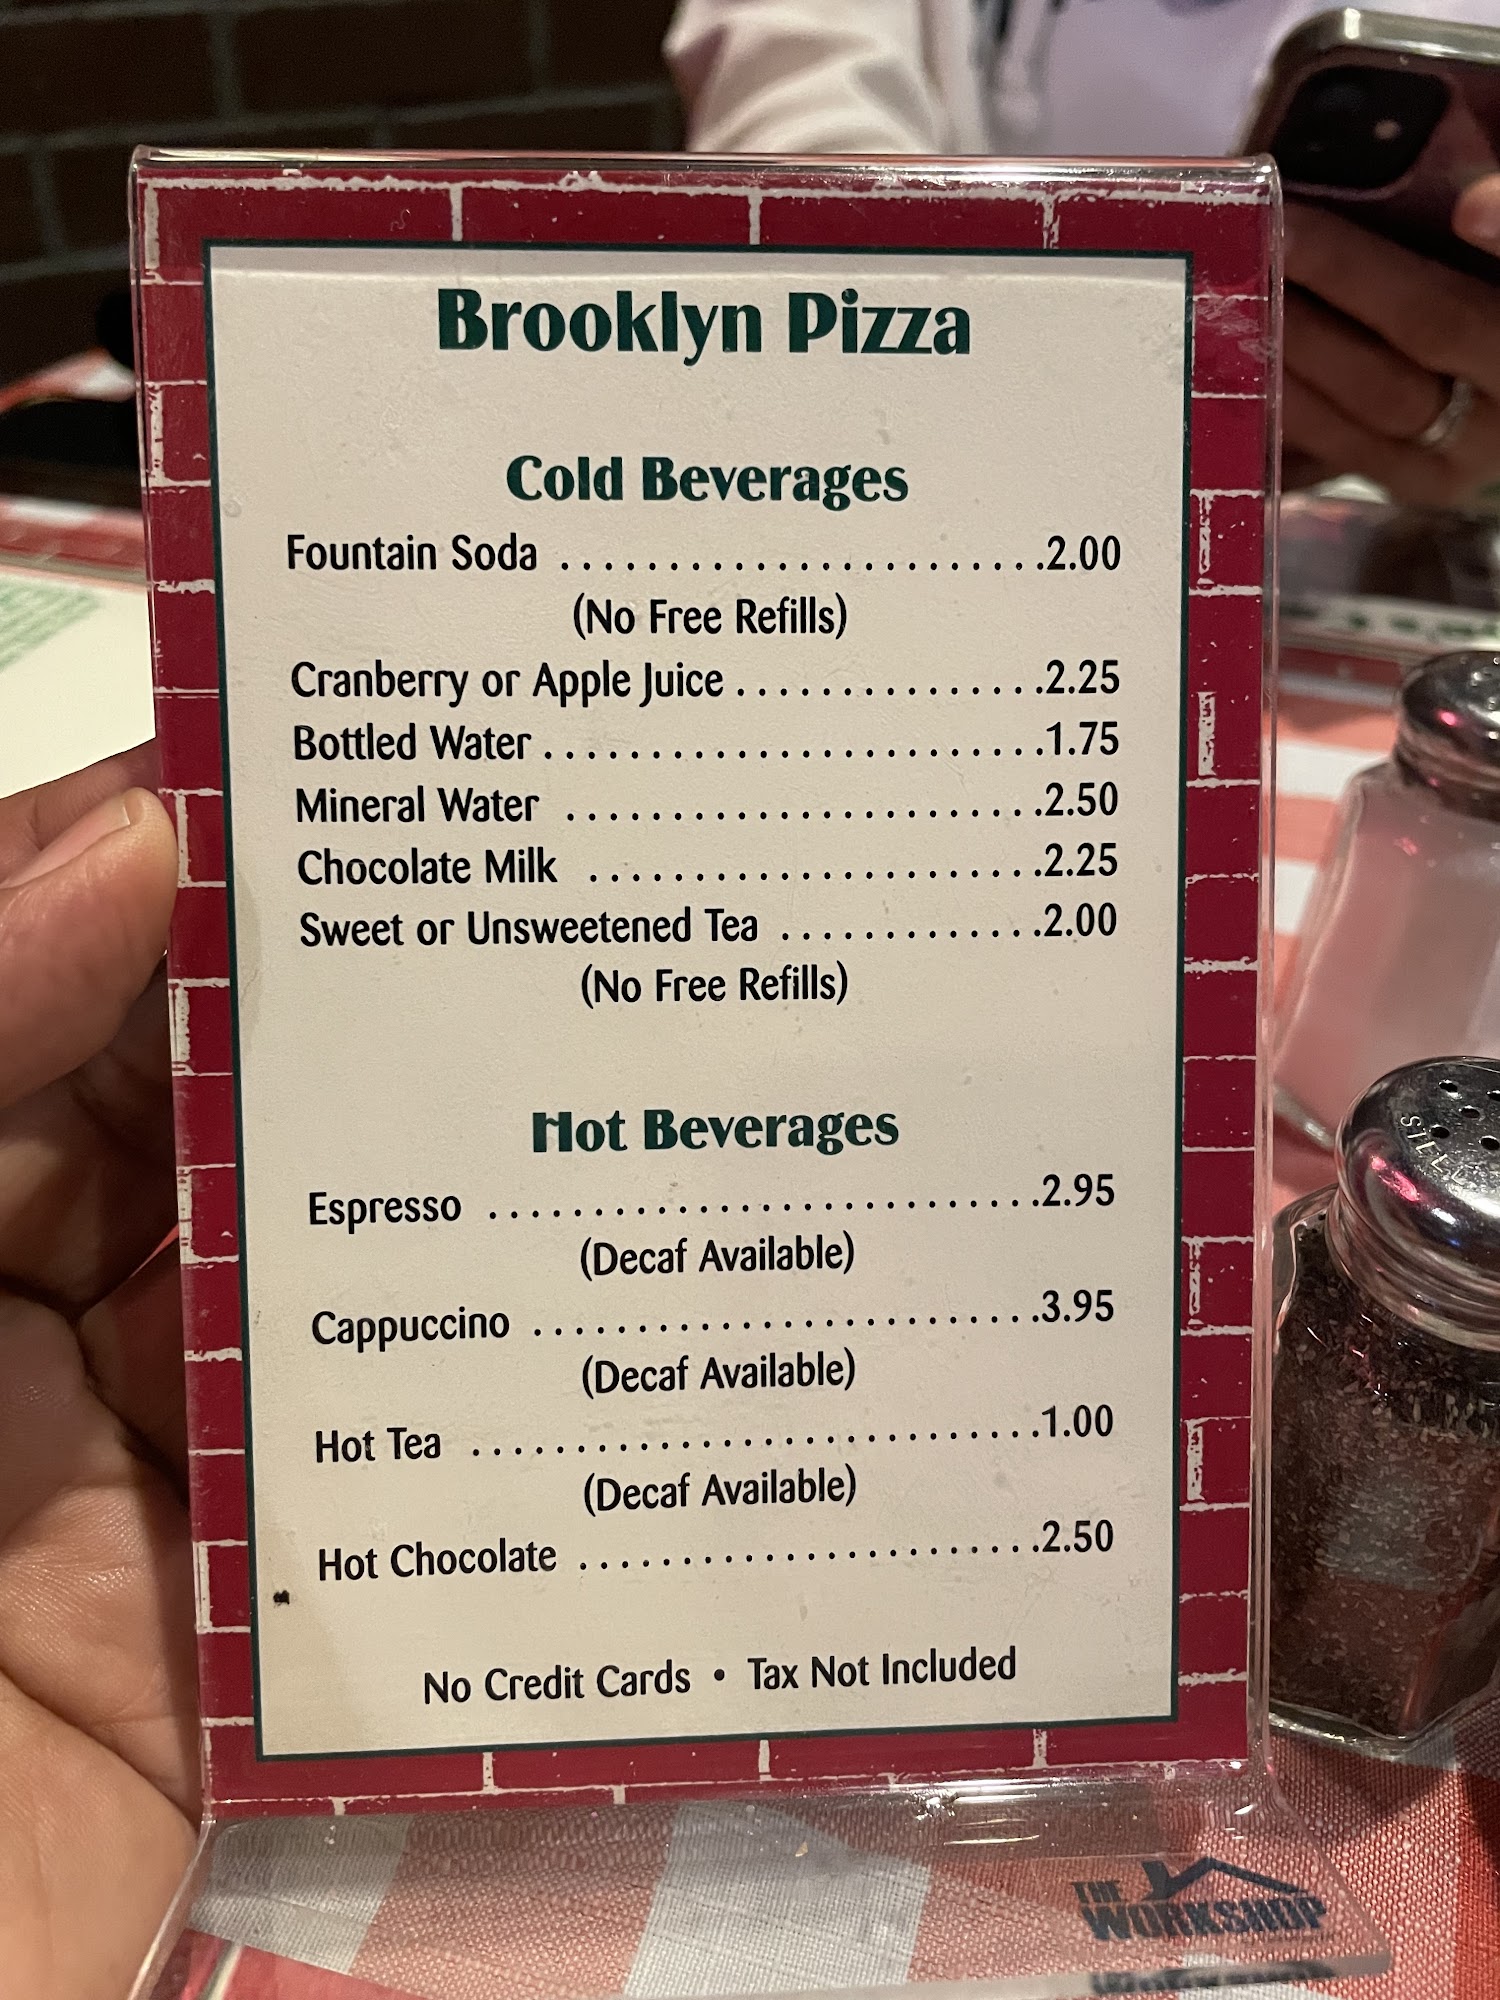 Brooklyn Pizza
Cold Beverages
Fountain Soda .......................2.00
(No Free Refills)
Cranberry or Apple Juice ...............2.25
Bottled Water ........................1.75
Mineral Water .......................2.50
Chocolate Milk ......................2.25
Sweet or Unsweetened Tea .............2.00
(No Free Refills)
Hot Beverages
Espresso ..........................2.95
(Decaf Available)
Cappuccino ........................3.95
(Decaf Available)
Hot Tea ...........................1.00
(Decaf Available)
Hot Chocolate ......................2.50
No Credit Cards • Tax Not Included
THE
WORKSHOP